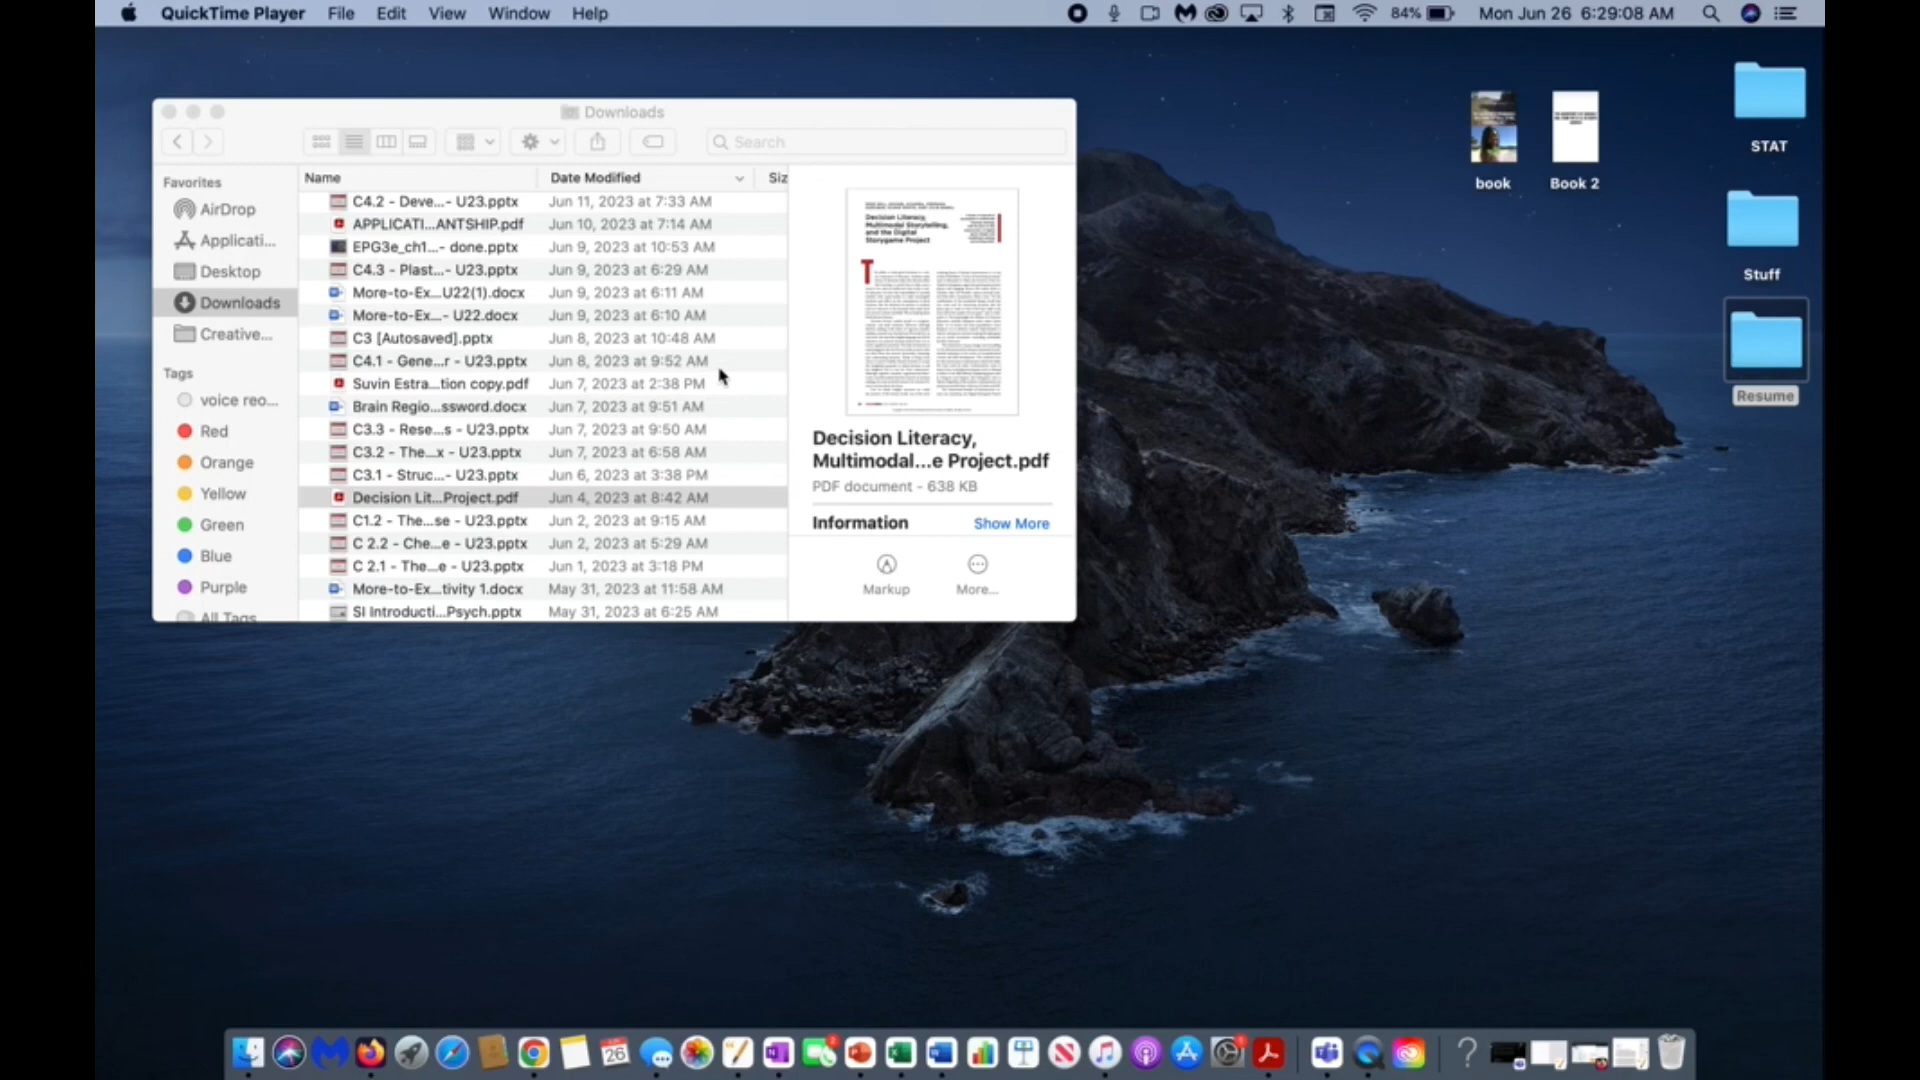 QuickTime Player File Edit View Window Help
84% Mon Jun 26 6:29:08 AM
Downloads
Search
Favorites
AirDrop
Applicati...
Desktop
Downloads
Creative...
Tags
voice reo...
Red
Orange
Yellow
Green
Blue
Purple
All Tags
Name Date Modified Siz
C4.2 - Deve...- U23.pptx Jun 11, 2023 at 7:33 AM
APPLICATI...ANTSHIP.pdf Jun 10, 2023 at 7:14 AM
EPG3e_ch1...- done.pptx Jun 9, 2023 at 10:53 AM
C4.3 - Plast...- U23.pptx Jun 9, 2023 at 6:29 AM
More-to-Ex...U22(1).docx Jun 9, 2023 at 6:11 AM
More-to-Ex...- U22.docx Jun 9, 2023 at 6:10 AM
C3 [Autosaved].pptx Jun 8, 2023 at 10:48 AM
C4.1 - Gene...r - U23.pptx Jun 8, 2023 at 9:52 AM
Suvin Estra...tion copy.pdf Jun 7, 2023 at 2:38 PM
Brain Regio...ssword.docx Jun 7, 2023 at 9:51 AM
C3.3 - Rese...s - U23.pptx Jun 7, 2023 at 9:50 AM
C3.2 - The...x - U23.pptx Jun 7, 2023 at 6:58 AM
C3.1 - Struc...- U23.pptx Jun 6, 2023 at 3:38 PM
Decision Lit...Project.pdf Jun 4, 2023 at 8:42 AM
C1.2 - The...se - U23.pptx Jun 2, 2023 at 9:15 AM
C 2.2 - Che...e - U23.pptx Jun 2, 2023 at 5:29 AM
C 2.1 - The...e - U23.pptx Jun 1, 2023 at 3:18 PM
More-to-Ex...tivity 1.docx May 31, 2023 at 11:58 AM
SI Introducti...Psych.pptx May 31, 2023 at 6:25 AM
Decision Literacy,
Multimodal Storytelling,
and the Digital
Storygame Project
Decision Literacy,
Multimodal...e Project.pdf
PDF document - 638 KB
Information Show More
Markup More...
book
Book 2
STAT
Stuff
Resume
26